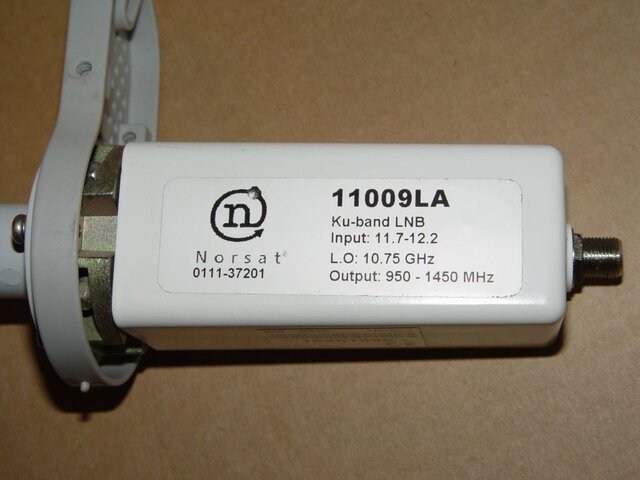 n
Norsat®
0111-37201
11009LA
Ku-band LNB
Input: 11.7-12.2
L.O: 10.75 GHz
Output: 950 - 1450 MHz